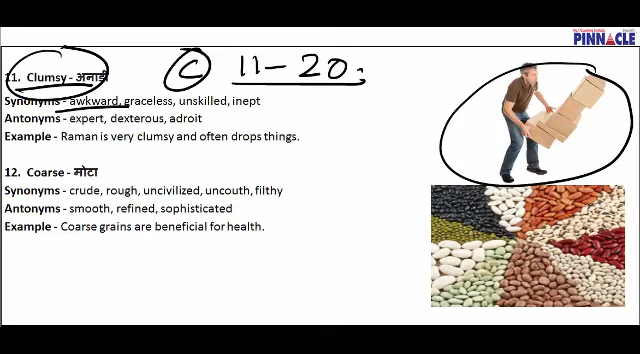 PINNACLE
C 11-20:
11. Clumsy - अनाड़ी
Synonyms - awkward, graceless, unskilled, inept
Antonyms - expert, dexterous, adroit
Example - Raman is very clumsy and often drops things.
12. Coarse - मोटा
Synonyms - crude, rough, uncivilized, uncouth, filthy
Antonyms - smooth, refined, sophisticated
Example - Coarse grains are beneficial for health.